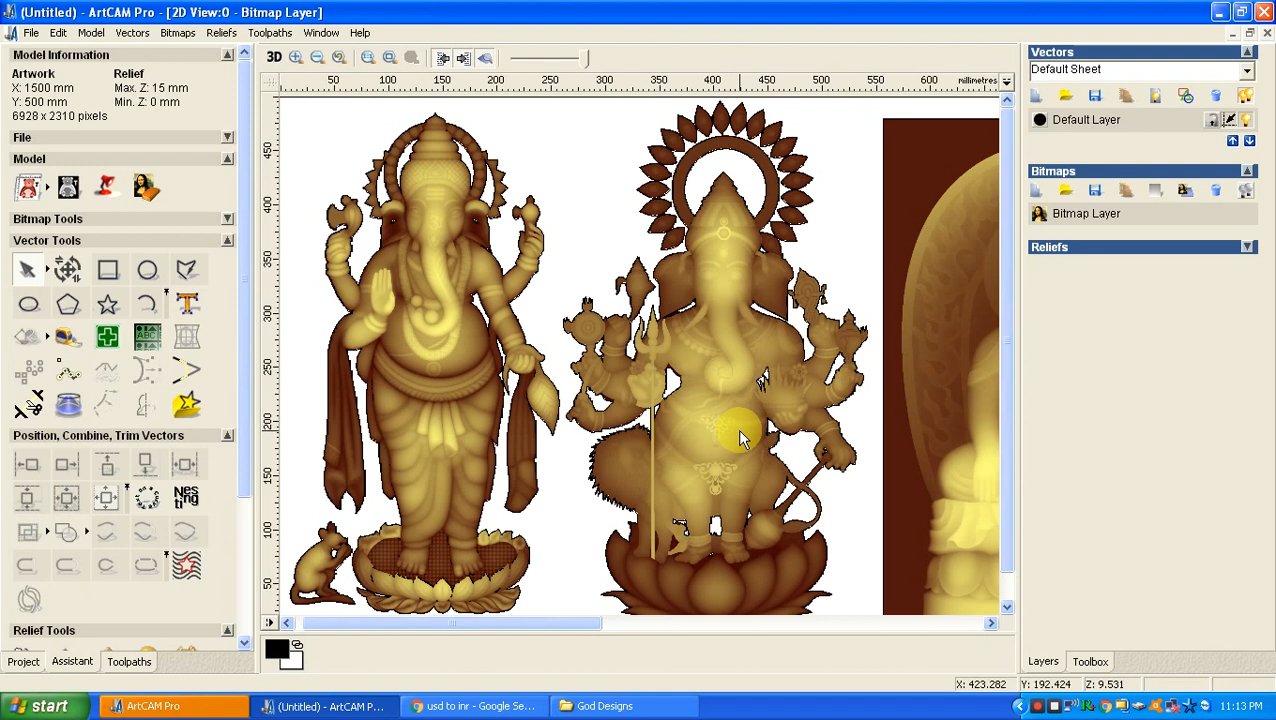 (Untitled) - ArtCAM Pro - [2D View:0 - Bitmap Layer]
File Edit Model Vectors Bitmaps Reliefs Toolpaths Window Help
Model Information
Artwork Relief
X: 1500 mm Max. Z: 15 mm
Y: 500 mm Min. Z: 0 mm
6928 x 2310 pixels
File
Model
Bitmap Tools
Vector Tools
ABC
Position, Combine, Trim Vectors
Nes
ti
ng
Relief Tools
Project Assistant Toolpaths
3D
50 100 150 200 250 300 350 400 450 500 550 600 millimetres
450
400
350
300
250
200
150
100
50
Vectors
Default Sheet
Default Layer
Bitmaps
Bitmap Layer
Reliefs
Layers Toolbox
X: 423.282 Y: 192.424 Z: 9.531
start ArtCAM Pro (Untitled) - ArtCAM P... usd to inr - Google Se... God Designs 11:13 PM